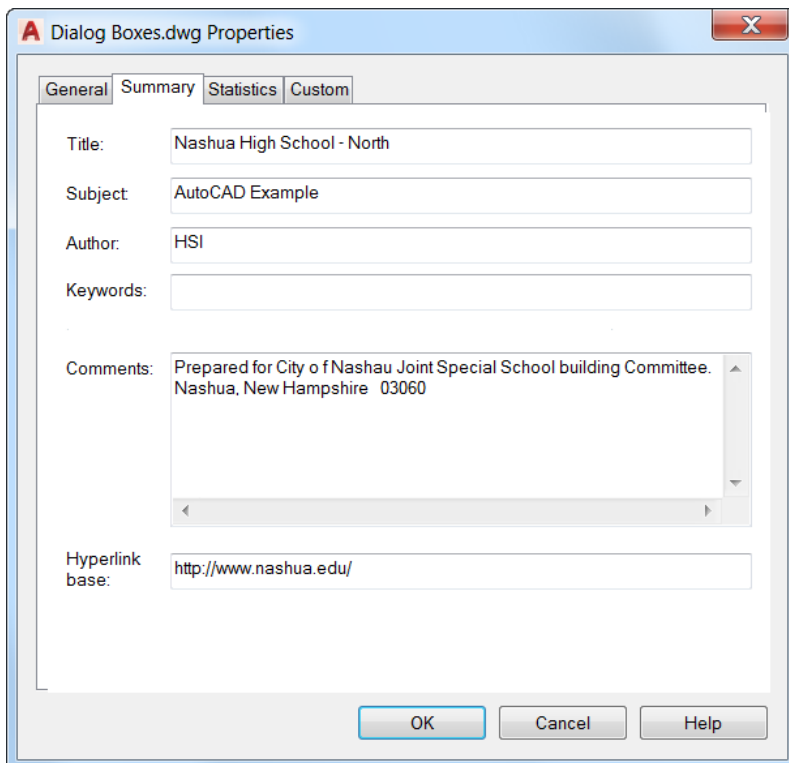 A Dialog Boxes.dwg Properties X
General Summary Statistics Custom
Title: Nashua High School - North
Subject: AutoCAD Example
Author: HSI
Keywords:
Comments: Prepared for City o f Nashau Joint Special School building Committee.
Nashua, New Hampshire 03060
Hyperlink base: http://www.nashua.edu/
OK Cancel Help